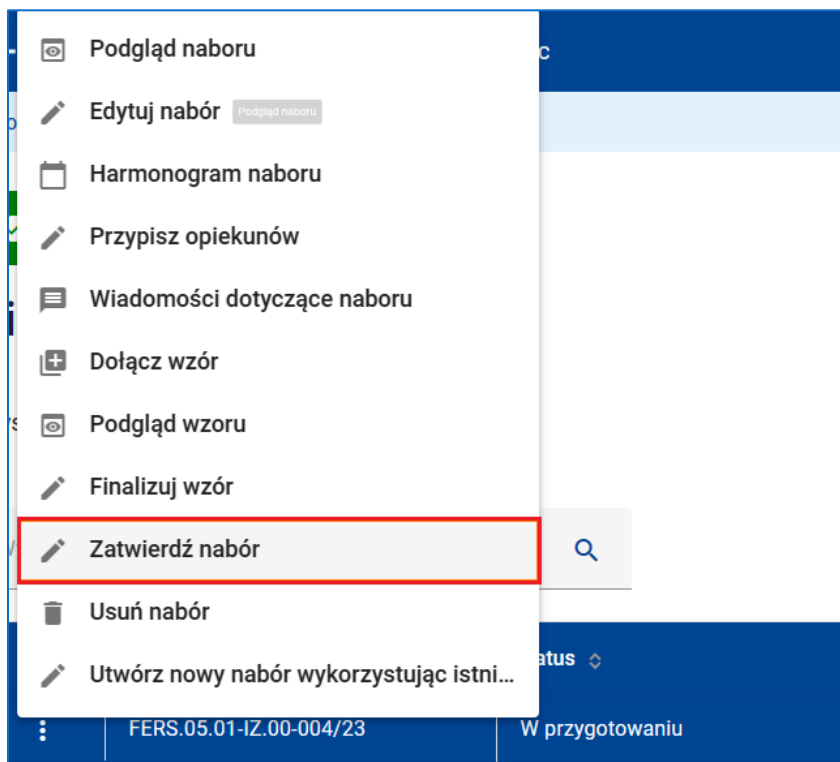 Podgląd naboru
Edytuj nabór Podgląd naboru
Harmonogram naboru
Przypisz opiekunów
Wiadomości dotyczące naboru
Dołącz wzór
Podgląd wzoru
Finalizuj wzór
Zatwierdź nabór
Usuń nabór
Utwórz nowy nabór wykorzystując istni...
atus
FERS.05.01-IZ.00-004/23 W przygotowaniu